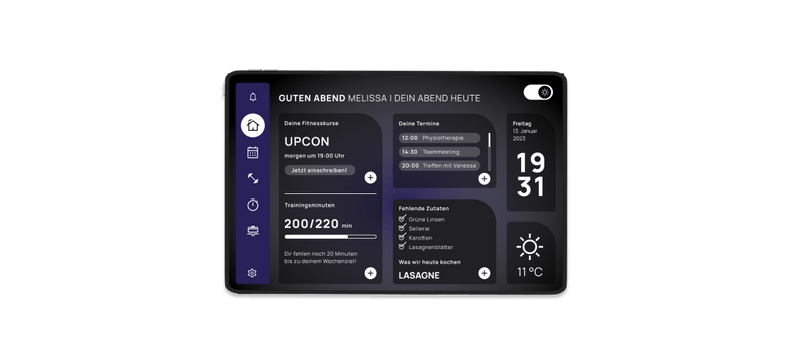 GUTEN ABEND MELISSA I DEIN ABEND HEUTE
Deine Fitnesskurse
UPCON
morgen um 19:00 Uhr
Jetzt einschreiben!
Trainingsminuten
200/220 min
Dir fehlen noch 20 Minuten
bis zu deinem Wochenziel!
Deine Termine
12:00 Physiotherapie
14:30 Teammeeting
20:00 Treffen mit Vanessa
Fehlende Zutaten
Grüne Linsen
Sellerie
Karotten
Lasagnenblätter
Was wir heute kochen
LASAGNE
Freitag
13. Januar
2023
19
31
11 °C